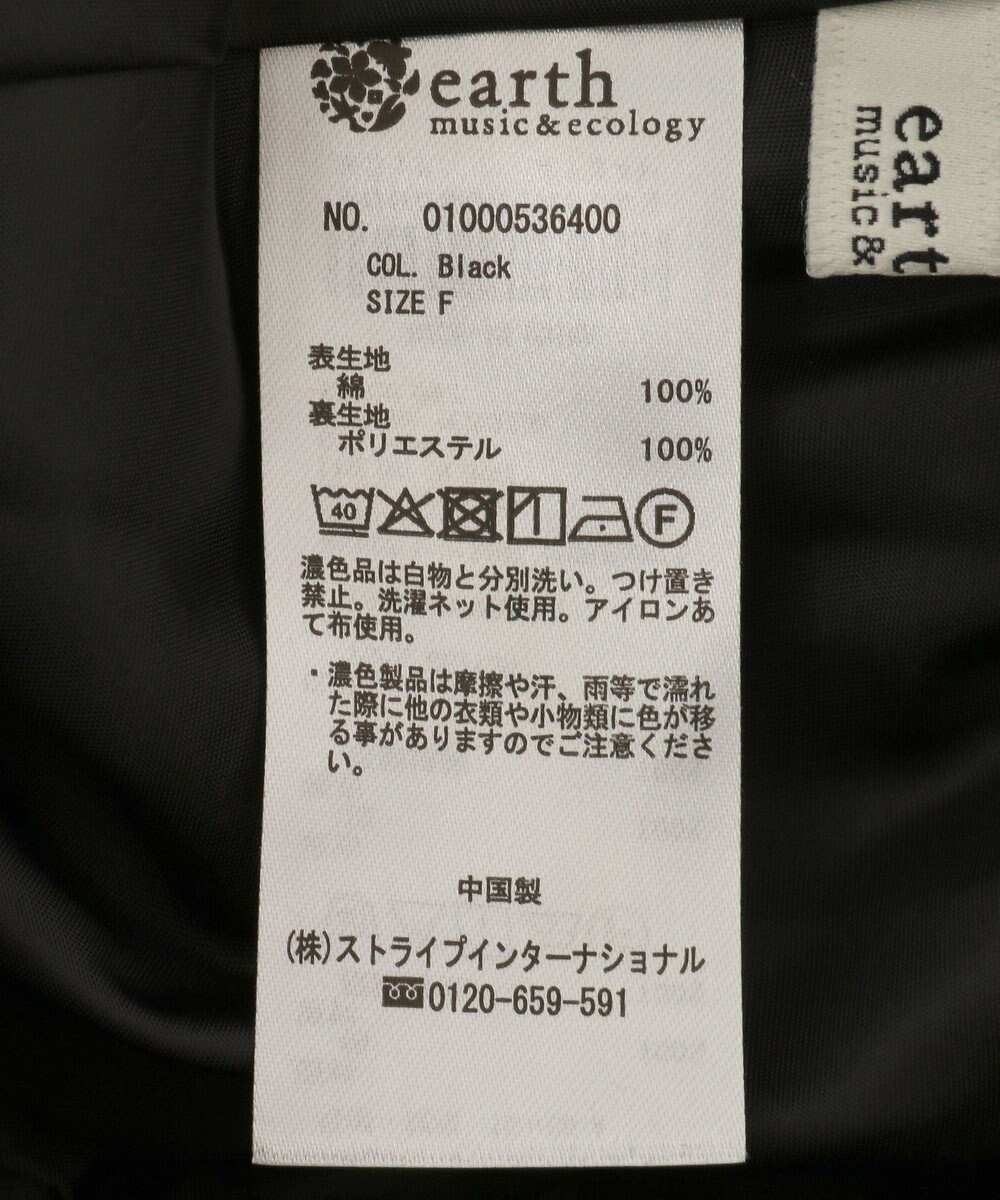 earth
music&ecology
NO. 01000536400
COL. Black
SIZE F
表生地
綿 100%
裏生地
ポリエステル 100%
40 F
濃色品は白物と分別洗い。つけ置き
禁止。洗濯ネット使用。アイロンあ
て布使用。
・濃色製品は摩擦や汗、雨等で濡れ
た際に他の衣類や小物類に色が移
る事がありますのでご注意くださ
い。
中国製
(株)ストライプインターナショナル
0120-659-591
eart
music&